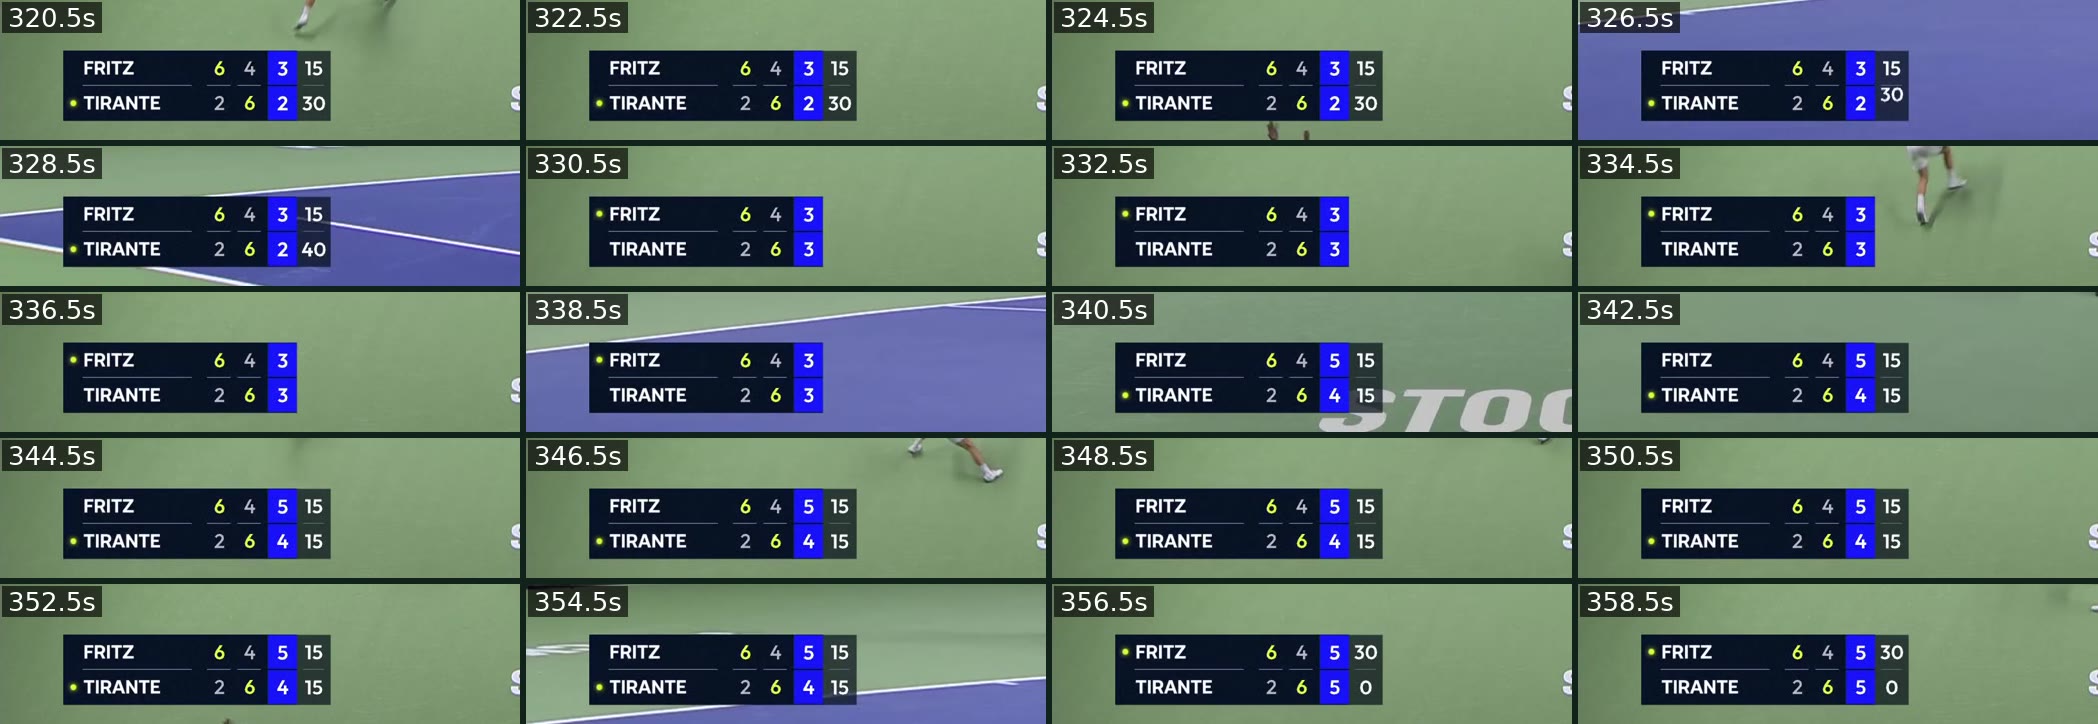 320.5s
FRITZ 6 4 3 15
TIRANTE 2 6 2 30
322.5s
FRITZ 6 4 3 15
TIRANTE 2 6 2 30
324.5s
FRITZ 6 4 3 15
TIRANTE 2 6 2 30
326.5s
FRITZ 6 4 3 15
TIRANTE 2 6 2 30
328.5s
FRITZ 6 4 3 15
TIRANTE 2 6 2 40
330.5s
FRITZ 6 4 3
TIRANTE 2 6 3
332.5s
FRITZ 6 4 3
TIRANTE 2 6 3
334.5s
FRITZ 6 4 3
TIRANTE 2 6 3
336.5s
FRITZ 6 4 3
TIRANTE 2 6 3
338.5s
FRITZ 6 4 3
TIRANTE 2 6 3
340.5s
FRITZ 6 4 5 15
TIRANTE 2 6 4 15
STOC
342.5s
FRITZ 6 4 5 15
TIRANTE 2 6 4 15
344.5s
FRITZ 6 4 5 15
TIRANTE 2 6 4 15
346.5s
FRITZ 6 4 5 15
TIRANTE 2 6 4 15
348.5s
FRITZ 6 4 5 15
TIRANTE 2 6 4 15
350.5s
FRITZ 6 4 5 15
TIRANTE 2 6 4 15
352.5s
FRITZ 6 4 5 15
TIRANTE 2 6 4 15
354.5s
FRITZ 6 4 5 15
TIRANTE 2 6 4 15
356.5s
FRITZ 6 4 5 30
TIRANTE 2 6 5 0
358.5s
FRITZ 6 4 5 30
TIRANTE 2 6 5 0